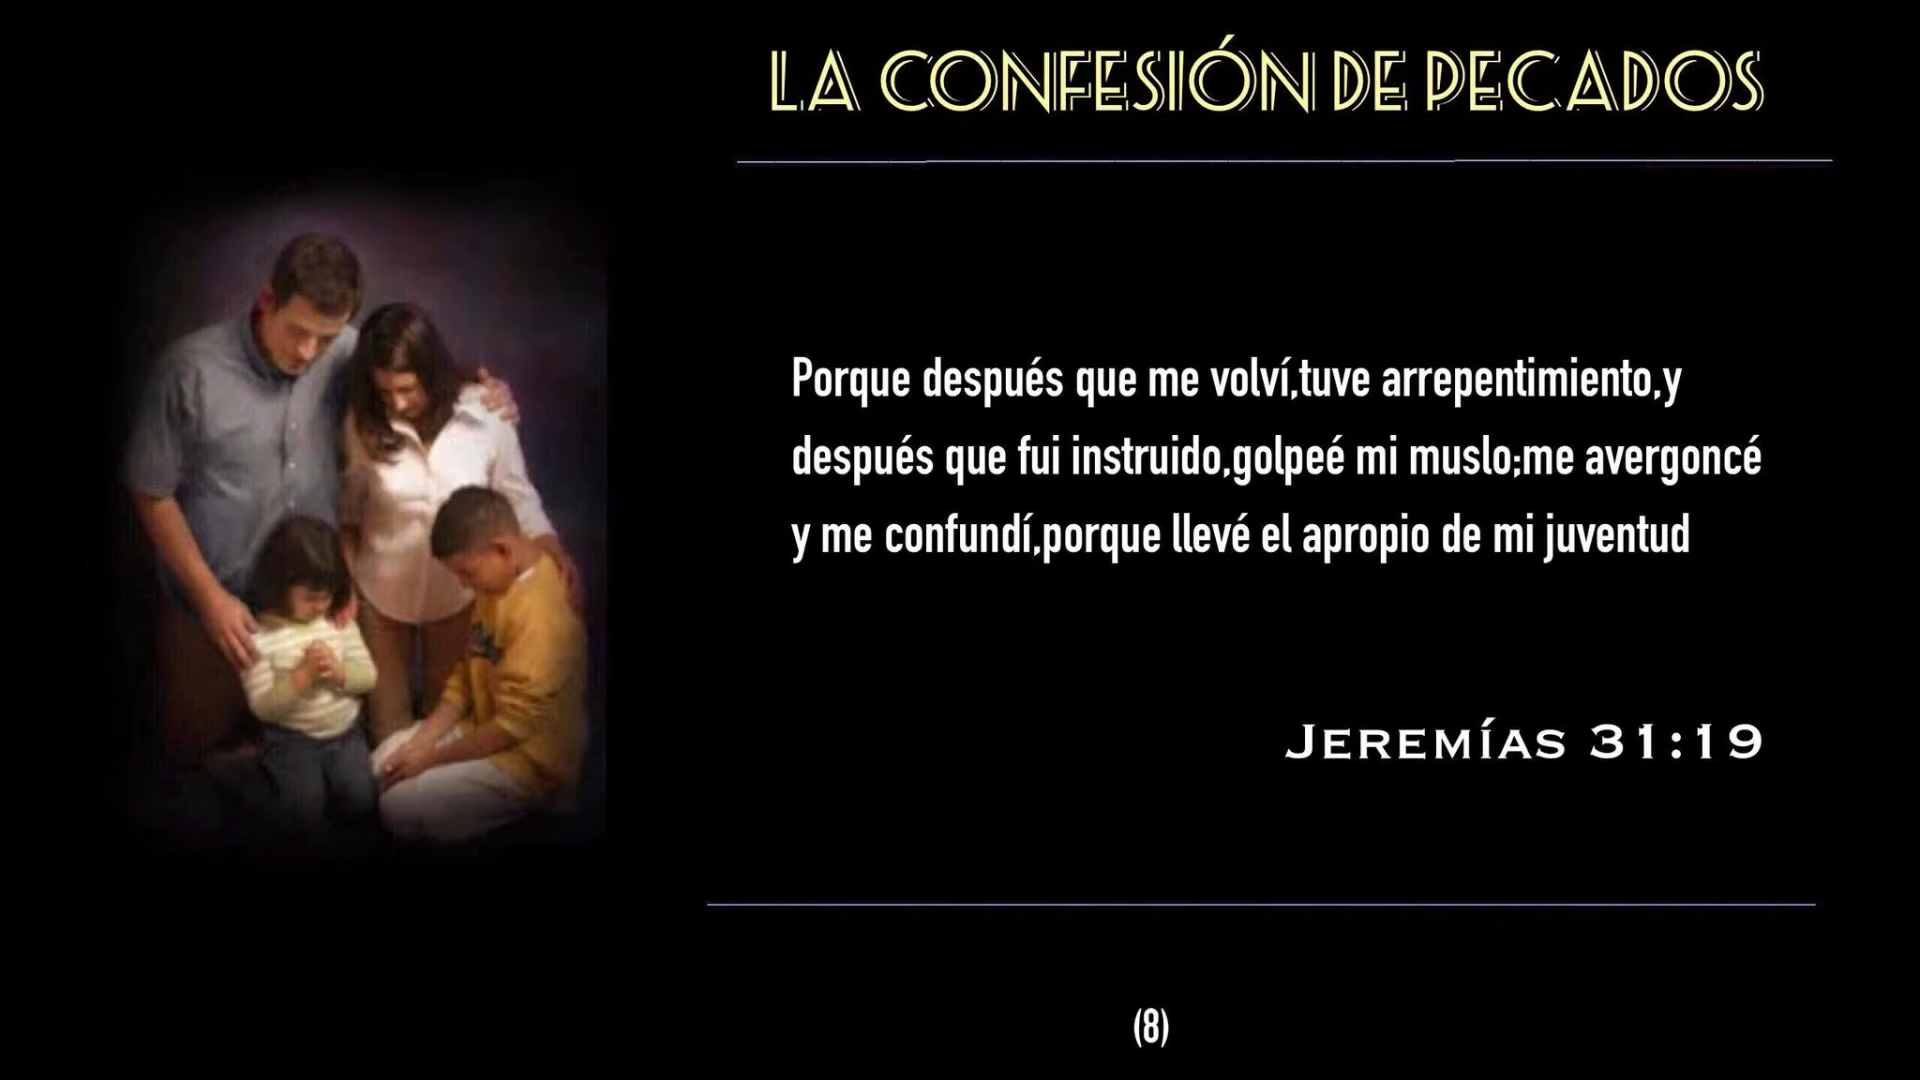 LA CONFESIÓN DE PECADOS
Porque después que me volví,tuve arrepentimiento,y
después que fui instruido,golpeé mi muslo;me avergoncé
y me confundí,porque llevé el apropio de mi juventud
JEREMÍAS 31:19
(8)